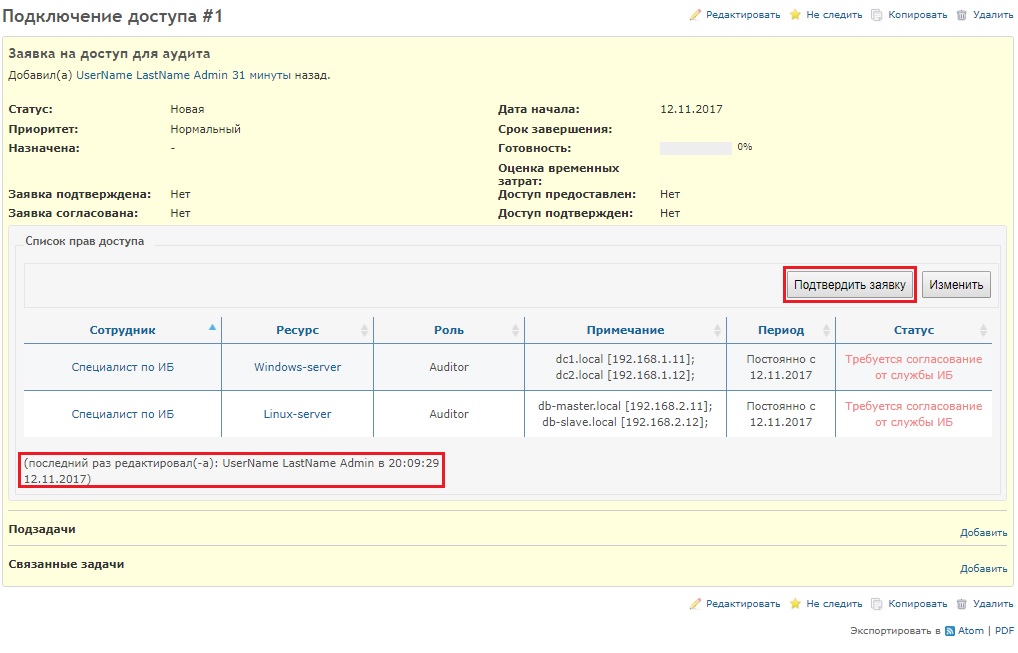 Подключение доступа #1
Редактировать Не следить Копировать Удалить
Заявка на доступ для аудита
Добавил(а) UserName LastName Admin 31 минуты назад.
Статус: Новая Дата начала: 12.11.2017
Приоритет: Нормальный Срок завершения:
Назначена: - Готовность: 0%
Оценка временных
затрат:
Заявка подтверждена: Нет Доступ предоставлен: Нет
Заявка согласована: Нет Доступ подтвержден: Нет
Список прав доступа
Подтвердить заявку Изменить
Сотрудник Ресурс Роль Примечание Период Статус
Специалист по ИБ Windows-server Auditor dc1.local [192.168.1.11]; Постоянно с Требуется согласование
dc2.local [192.168.1.12]; 12.11.2017 от службы ИБ
Специалист по ИБ Linux-server Auditor db-master.local [192.168.2.11]; Постоянно с Требуется согласование
db-slave.local [192.168.2.12]; 12.11.2017 от службы ИБ
(последний раз редактировал(-а): UserName LastName Admin в 20:09:29
12.11.2017)
Подзадачи Добавить
Связанные задачи Добавить
Редактировать Не следить Копировать Удалить
Экспортировать в Atom | PDF